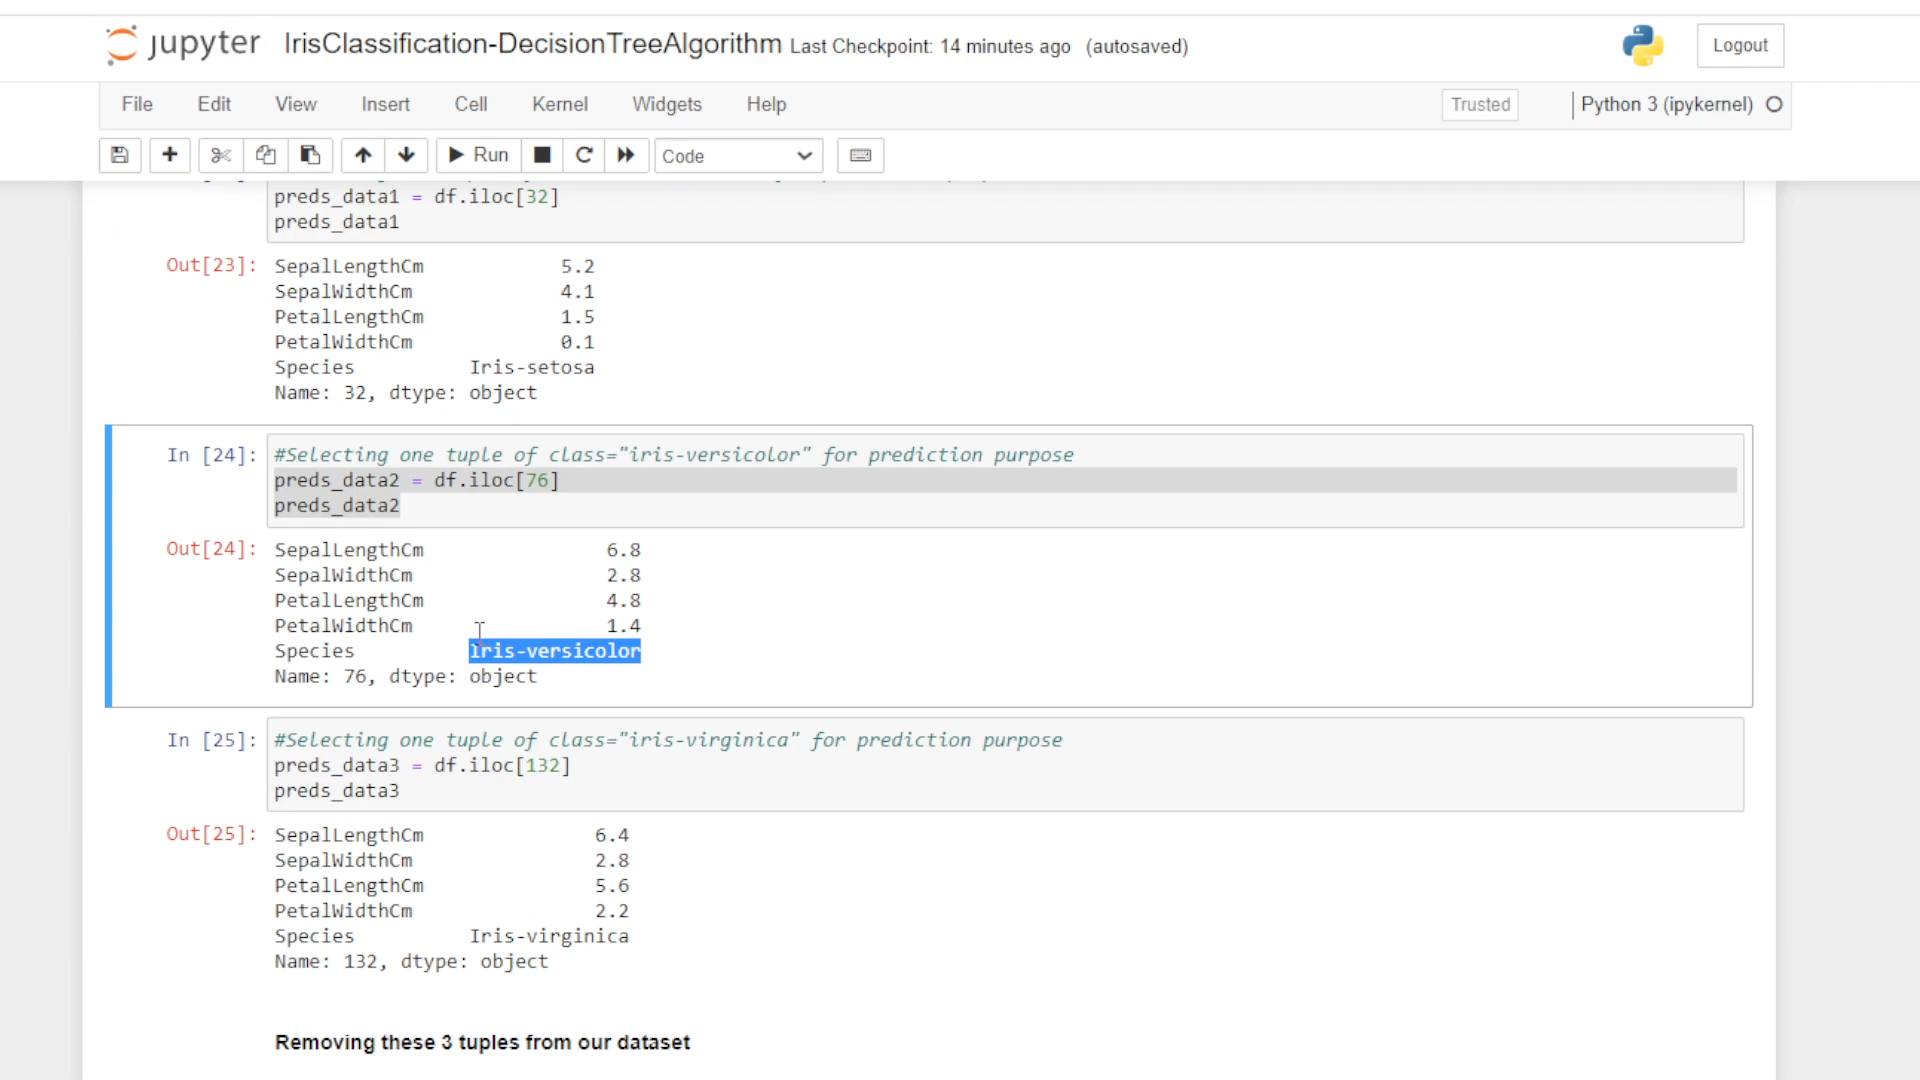 jupyter IrisClassification-DecisionTreeAlgorithm Last Checkpoint: 14 minutes ago (autosaved) Logout
File Edit View Insert Cell Kernel Widgets Help Trusted Python 3 (ipykernel)
Run Code
preds_data1 = df.iloc[32]
preds_data1
Out[23]: SepalLengthCm 5.2
SepalWidthCm 4.1
PetalLengthCm 1.5
PetalWidthCm 0.1
Species Iris-setosa
Name: 32, dtype: object
In [24]: #Selecting one tuple of class="iris-versicolor" for prediction purpose
preds_data2 = df.iloc[76]
preds_data2
Out[24]: SepalLengthCm 6.8
SepalWidthCm 2.8
PetalLengthCm 4.8
PetalWidthCm 1.4
Species Iris-versicolor
Name: 76, dtype: object
In [25]: #Selecting one tuple of class="iris-virginica" for prediction purpose
preds_data3 = df.iloc[132]
preds_data3
Out[25]: SepalLengthCm 6.4
SepalWidthCm 2.8
PetalLengthCm 5.6
PetalWidthCm 2.2
Species Iris-virginica
Name: 132, dtype: object
Removing these 3 tuples from our dataset